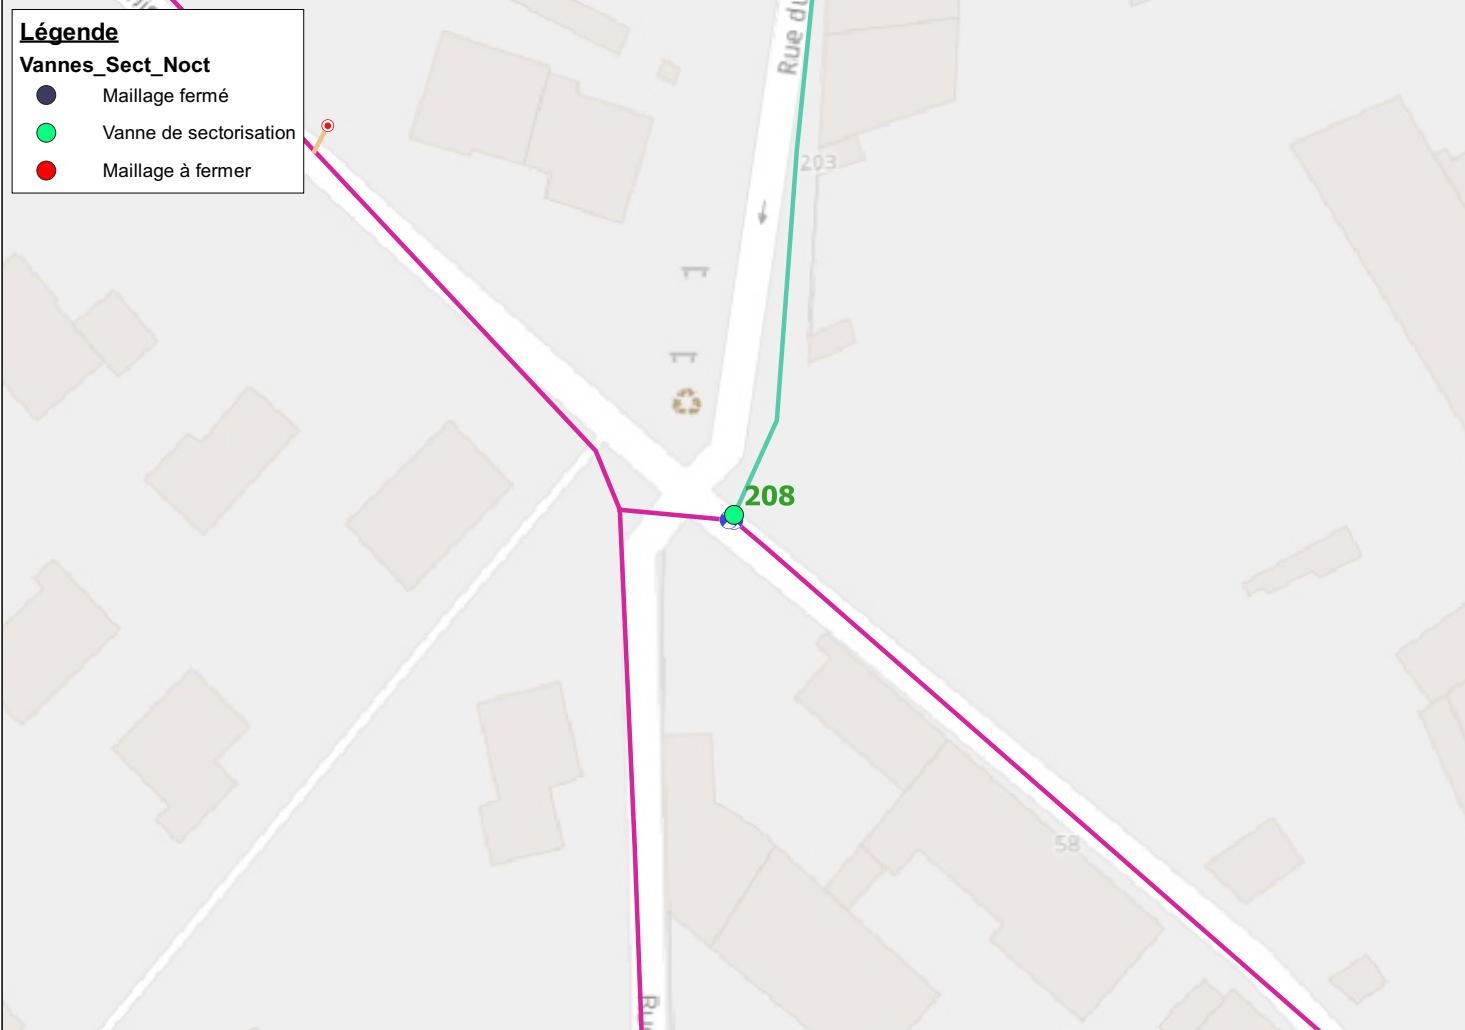 Légende
Vannes_Sect_Noct
Maillage fermé
Vanne de sectorisation
Maillage à fermer
Rue du
203
208
58